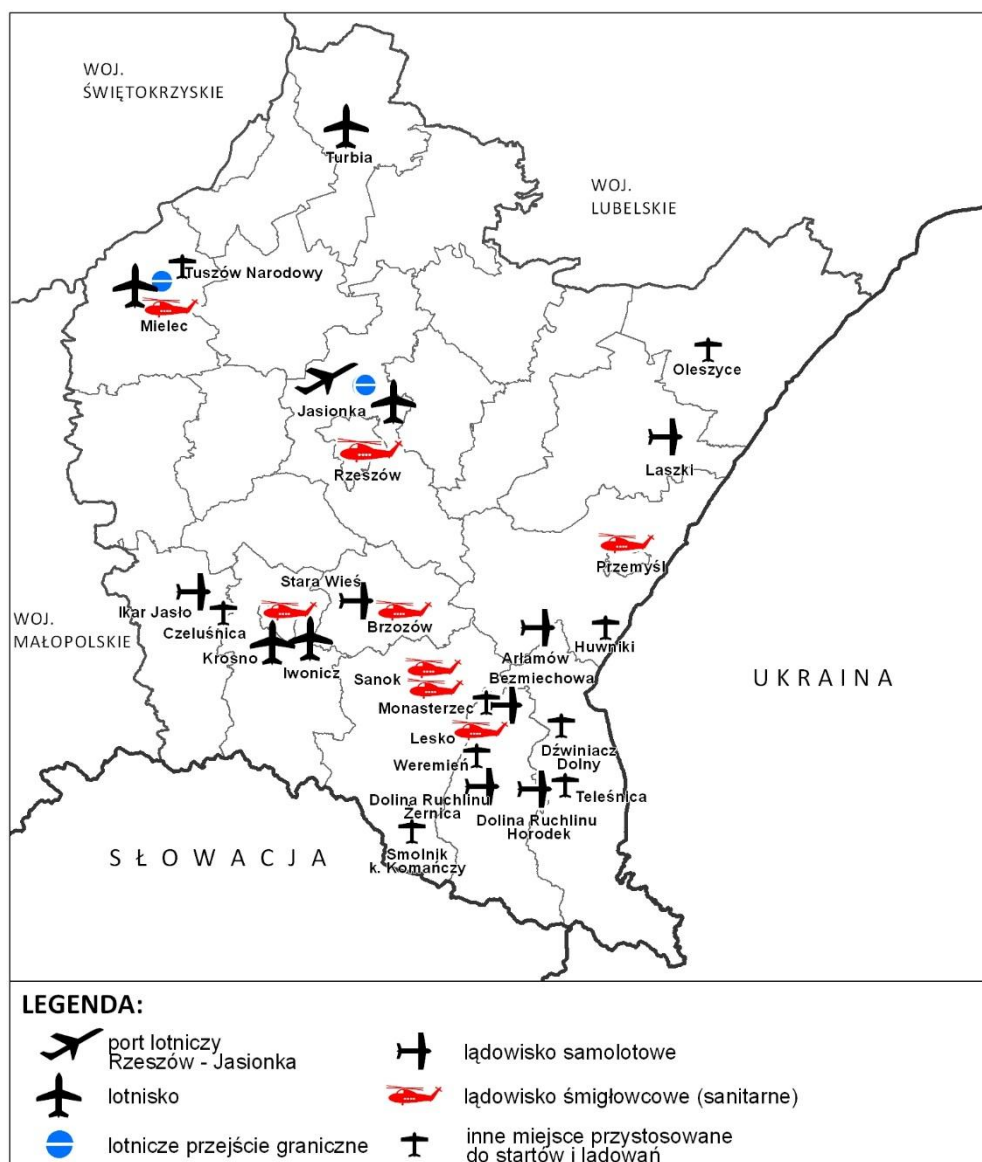 WOJ.
ŚWIĘTOKRZYSKIE
Turbia
WOJ.
LUBELSKIE
Tuszów Narodowy
Mielec
Oleszyce
Jasionka
Laszki
Rzeszów
Przemyśl
Stara Wieś
Ikar Jasło
Brzozów
WOJ.
MAŁOPOLSKIE
Czeluśnica
Huwniki
Krośno
Iwonicz
Arłamów
Bezmiechowa
Sanok
UKRAINA
Monasterzec
Lesko
Dźwiniacz
Dolny
Weremień
Teleśnica
Dolina Ruchlinu
Żernica
Dolina Ruchlinu
Horodek
SŁOWACJA
Smolnik
k. Komańczy
LEGENDA:
port lotniczy
Rzeszów - Jasionka
lotnisko
lotnicze przejście graniczne
lądowisko samolotowe
lądowisko śmigłowcowe (sanitarne)
inne miejsce przystosowane
do startów i lądowań